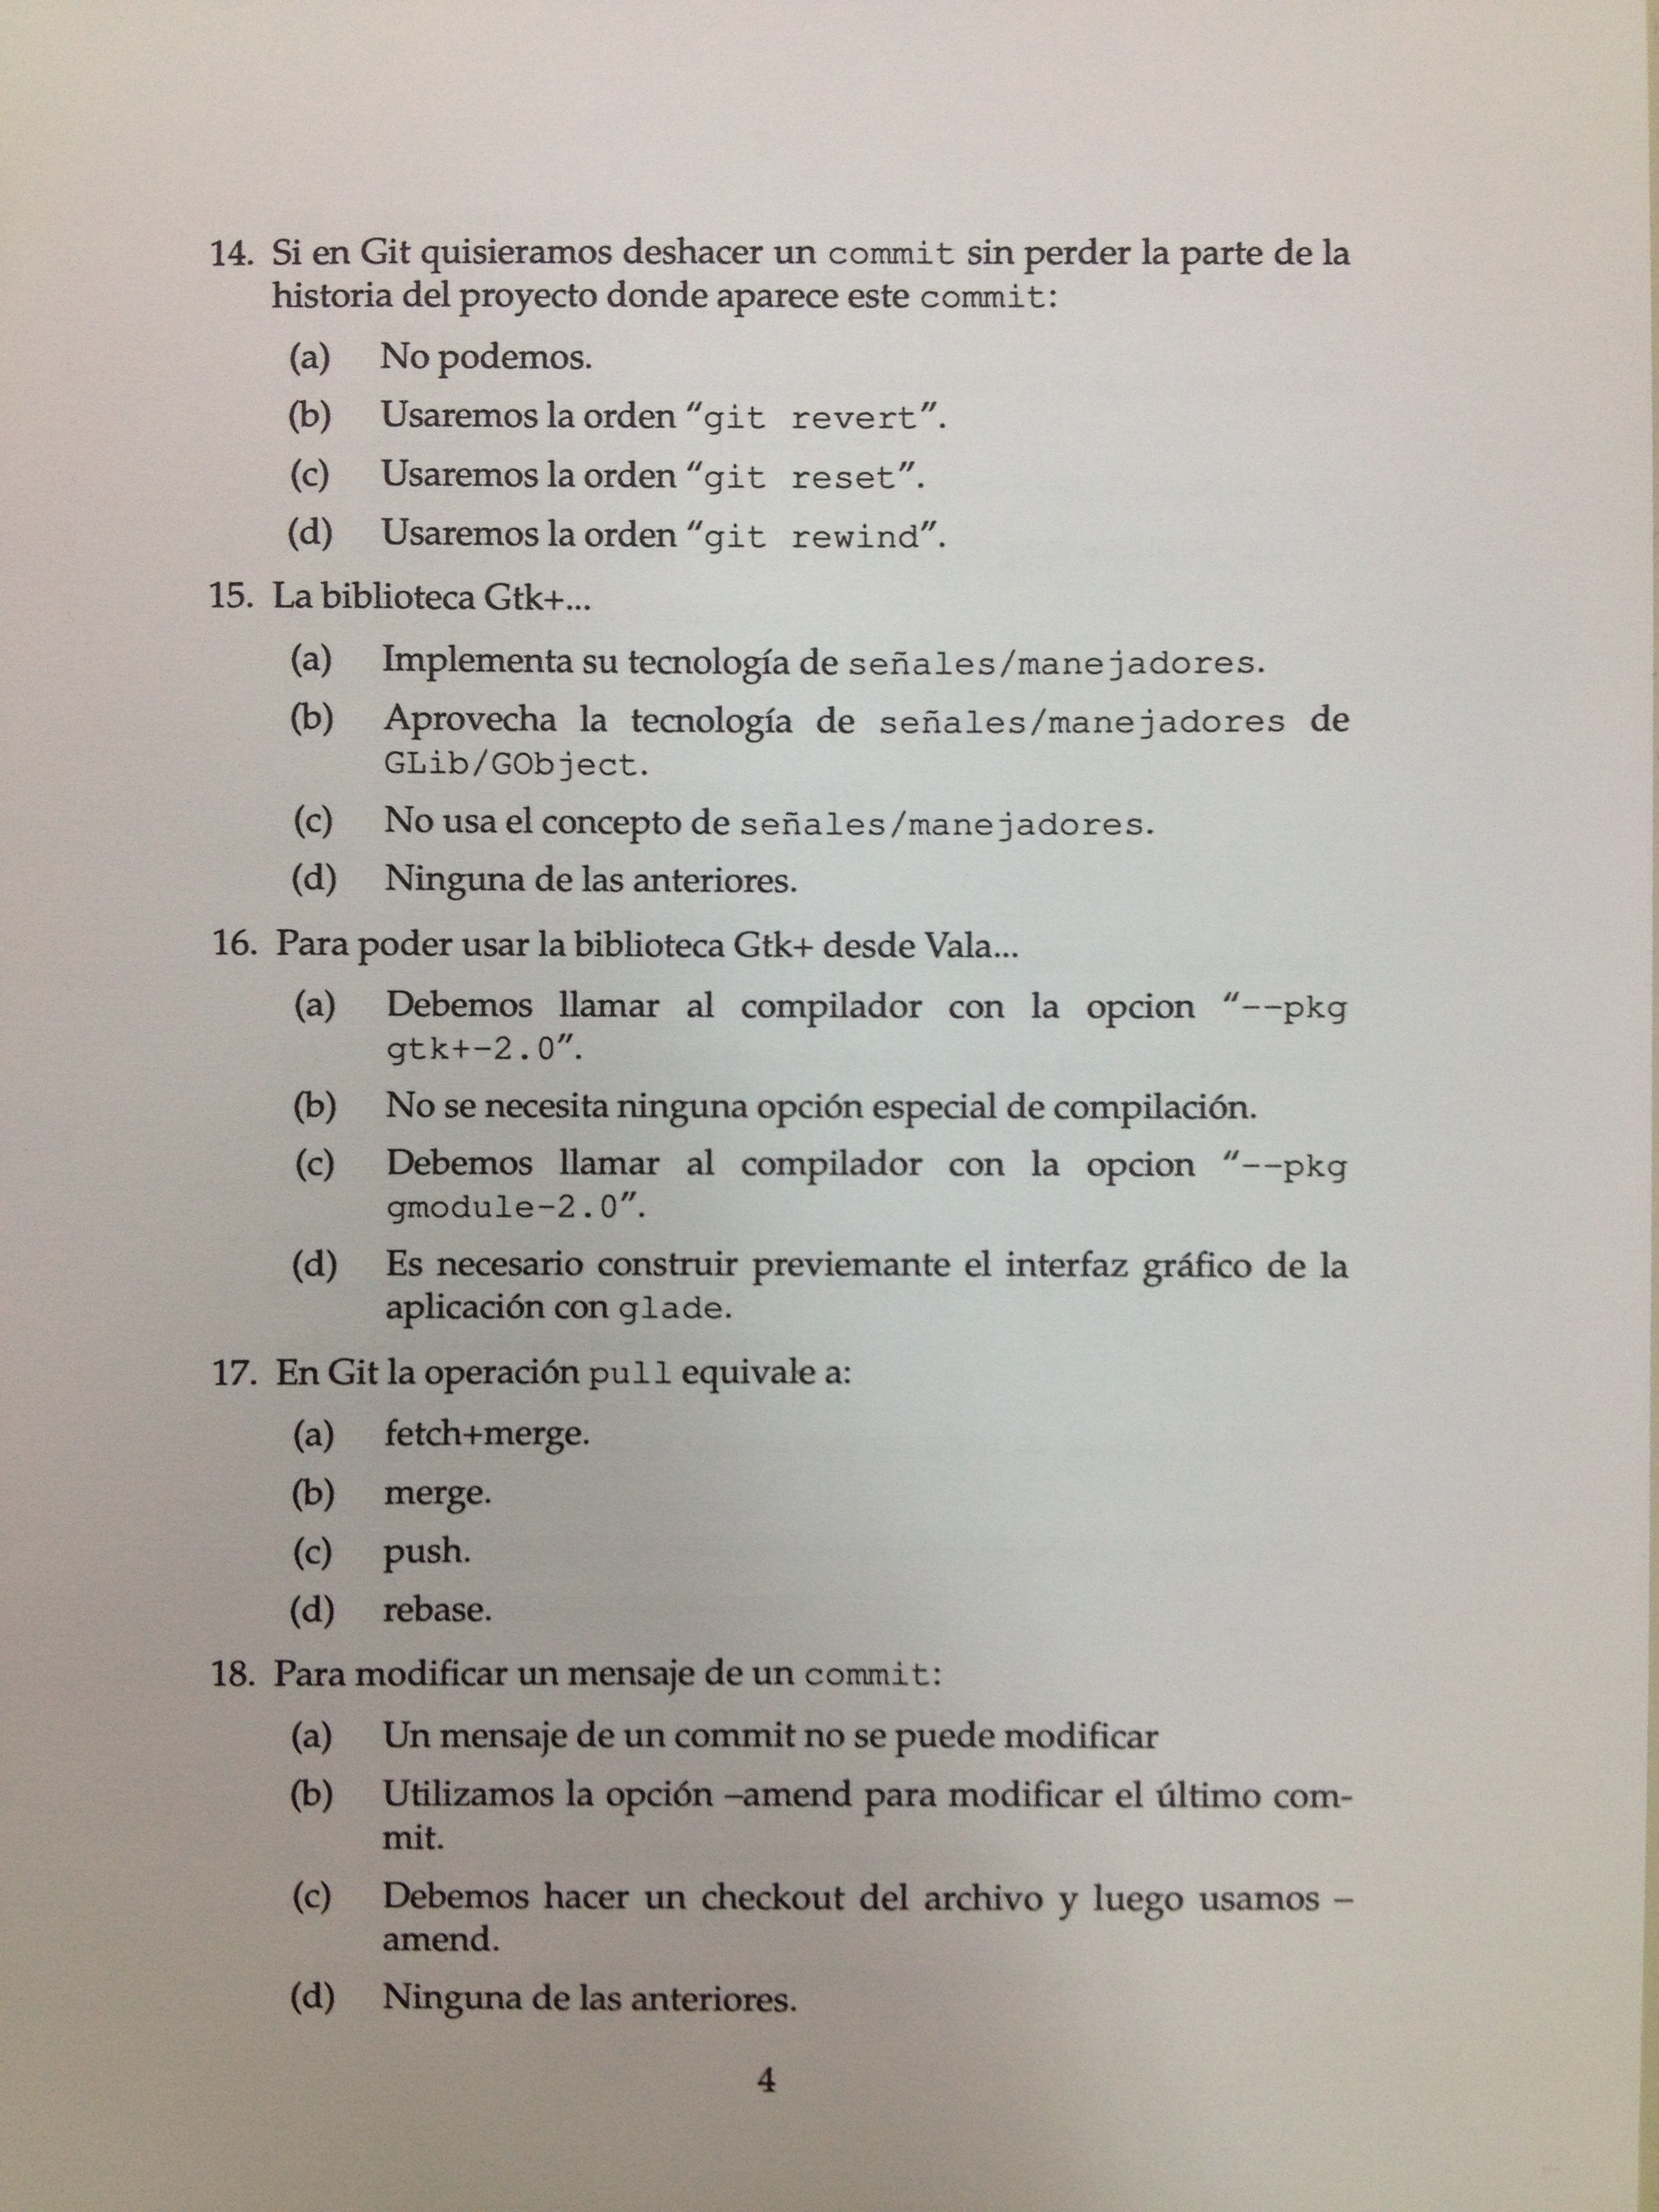 14. Si en Git quisieramos deshacer un commit sin perder la parte de la
historia del proyecto donde aparece este commit:
(a) No podemos.
(b) Usaremos la orden “git revert”.
(c) Usaremos la orden “git reset”.
(d) Usaremos la orden “git rewind”.
15. La biblioteca Gtk+...
(a) Implementa su tecnología de señales/manejadores.
(b) Aprovecha la tecnología de señales/manejadores de
GLib/GObject.
(c) No usa el concepto de señales/manejadores.
(d) Ninguna de las anteriores.
16. Para poder usar la biblioteca Gtk+ desde Vala...
(a) Debemos llamar al compilador con la opcion “--pkg
gtk+-2.0”.
(b) No se necesita ninguna opción especial de compilación.
(c) Debemos llamar al compilador con la opcion “--pkg
gmodule-2.0”.
(d) Es necesario construir previemante el interfaz gráfico de la
aplicación con glade.
17. En Git la operación pull equivale a:
(a) fetch+merge.
(b) merge.
(c) push.
(d) rebase.
18. Para modificar un mensaje de un commit:
(a) Un mensaje de un commit no se puede modificar
(b) Utilizamos la opción –amend para modificar el último com-
mit.
(c) Debemos hacer un checkout del archivo y luego usamos –
amend.
(d) Ninguna de las anteriores.
4